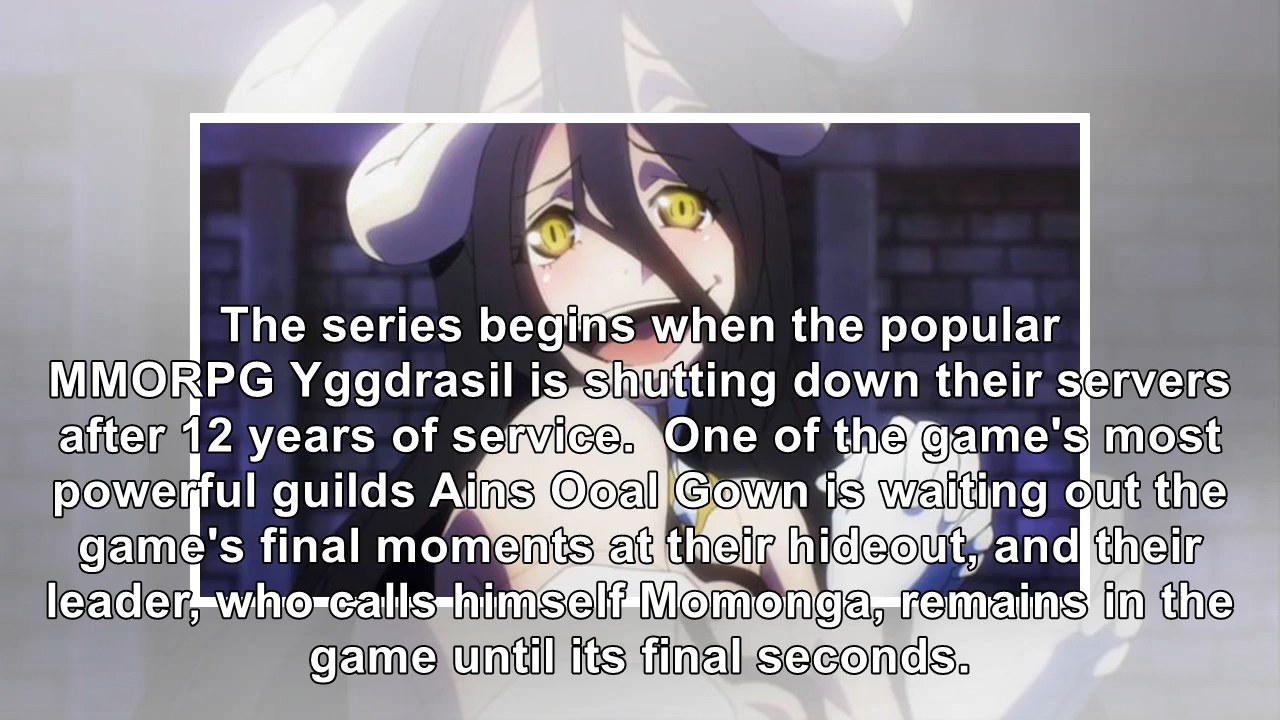 The series begins when the popular
MMORPG Yggdrasil is shutting down their servers
after 12 years of service.  One of the game's most
powerful guilds Ains Ooal Gown is waiting out the
game's final moments at their hideout, and their
leader, who calls himself Momonga, remains in the
game until its final seconds.